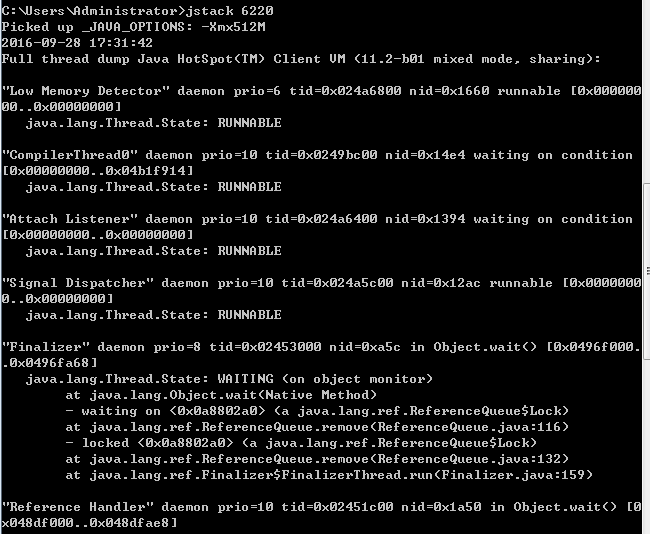 C:\Users\Administrator>jstack 6220
Picked up _JAVA_OPTIONS: -Xmx512M
2016-09-28 17:31:42
Full thread dump Java HotSpot(TM) Client VM (11.2-b01 mixed mode, sharing):
"Low Memory Detector" daemon prio=6 tid=0x024a6800 nid=0x1660 runnable [0x000000
00..0x00000000]
   java.lang.Thread.State: RUNNABLE
"CompilerThread0" daemon prio=10 tid=0x0249bc00 nid=0x14e4 waiting on condition
[0x00000000..0x04b1f914]
   java.lang.Thread.State: RUNNABLE
"Attach Listener" daemon prio=10 tid=0x024a6400 nid=0x1394 waiting on condition
[0x00000000..0x00000000]
   java.lang.Thread.State: RUNNABLE
"Signal Dispatcher" daemon prio=10 tid=0x024a5c00 nid=0x12ac runnable [0x0000000
0..0x00000000]
   java.lang.Thread.State: RUNNABLE
"Finalizer" daemon prio=8 tid=0x02453000 nid=0xa5c in Object.wait() [0x0496f000.
.0x0496fa68]
   java.lang.Thread.State: WAITING (on object monitor)
        at java.lang.Object.wait(Native Method)
        - waiting on <0x0a8802a0> (a java.lang.ref.ReferenceQueue$Lock)
        at java.lang.ref.ReferenceQueue.remove(ReferenceQueue.java:116)
        - locked <0x0a8802a0> (a java.lang.ref.ReferenceQueue$Lock)
        at java.lang.ref.ReferenceQueue.remove(ReferenceQueue.java:132)
        at java.lang.ref.Finalizer$FinalizerThread.run(Finalizer.java:159)
"Reference Handler" daemon prio=10 tid=0x02451c00 nid=0x1a50 in Object.wait() [0
x048df000..0x048dfae8]